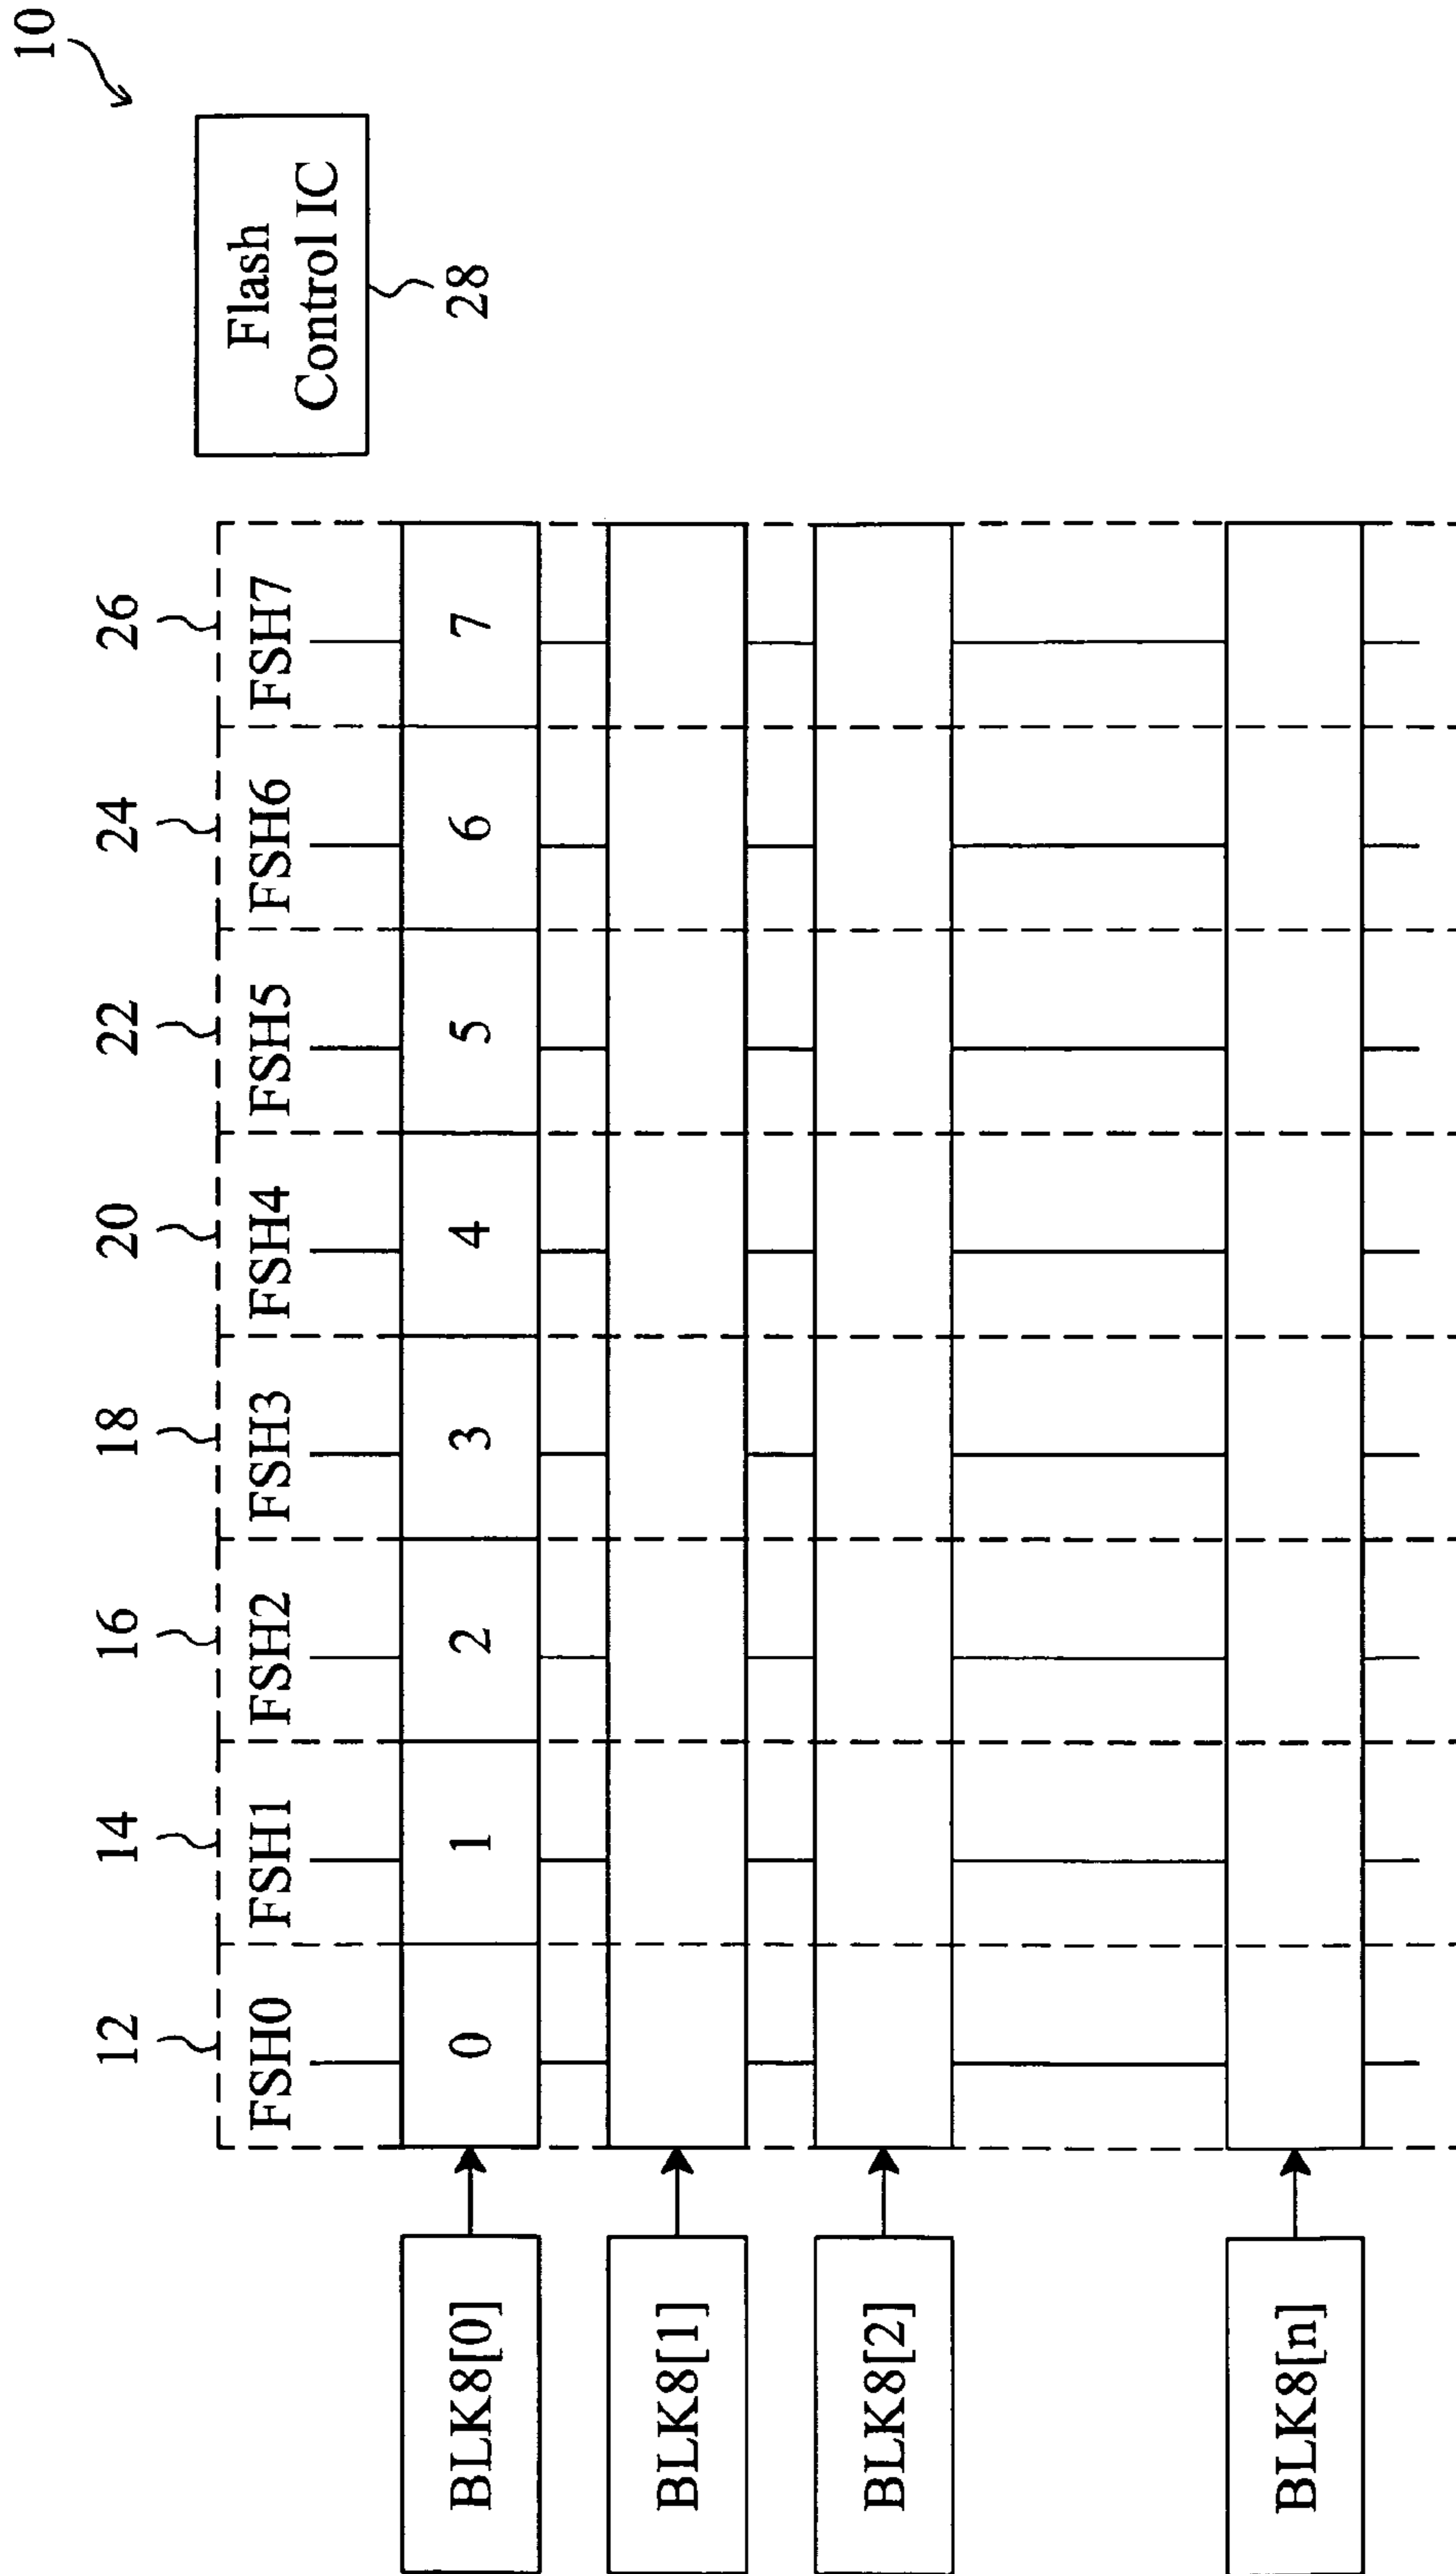 10
Flash
Control IC
28
12 14 16 18 20 22 24 26
FSH0 FSH1 FSH2 FSH3 FSH4 FSH5 FSH6 FSH7
BLK8[0] 0 1 2 3 4 5 6 7
BLK8[1]
BLK8[2]
BLK8[n]